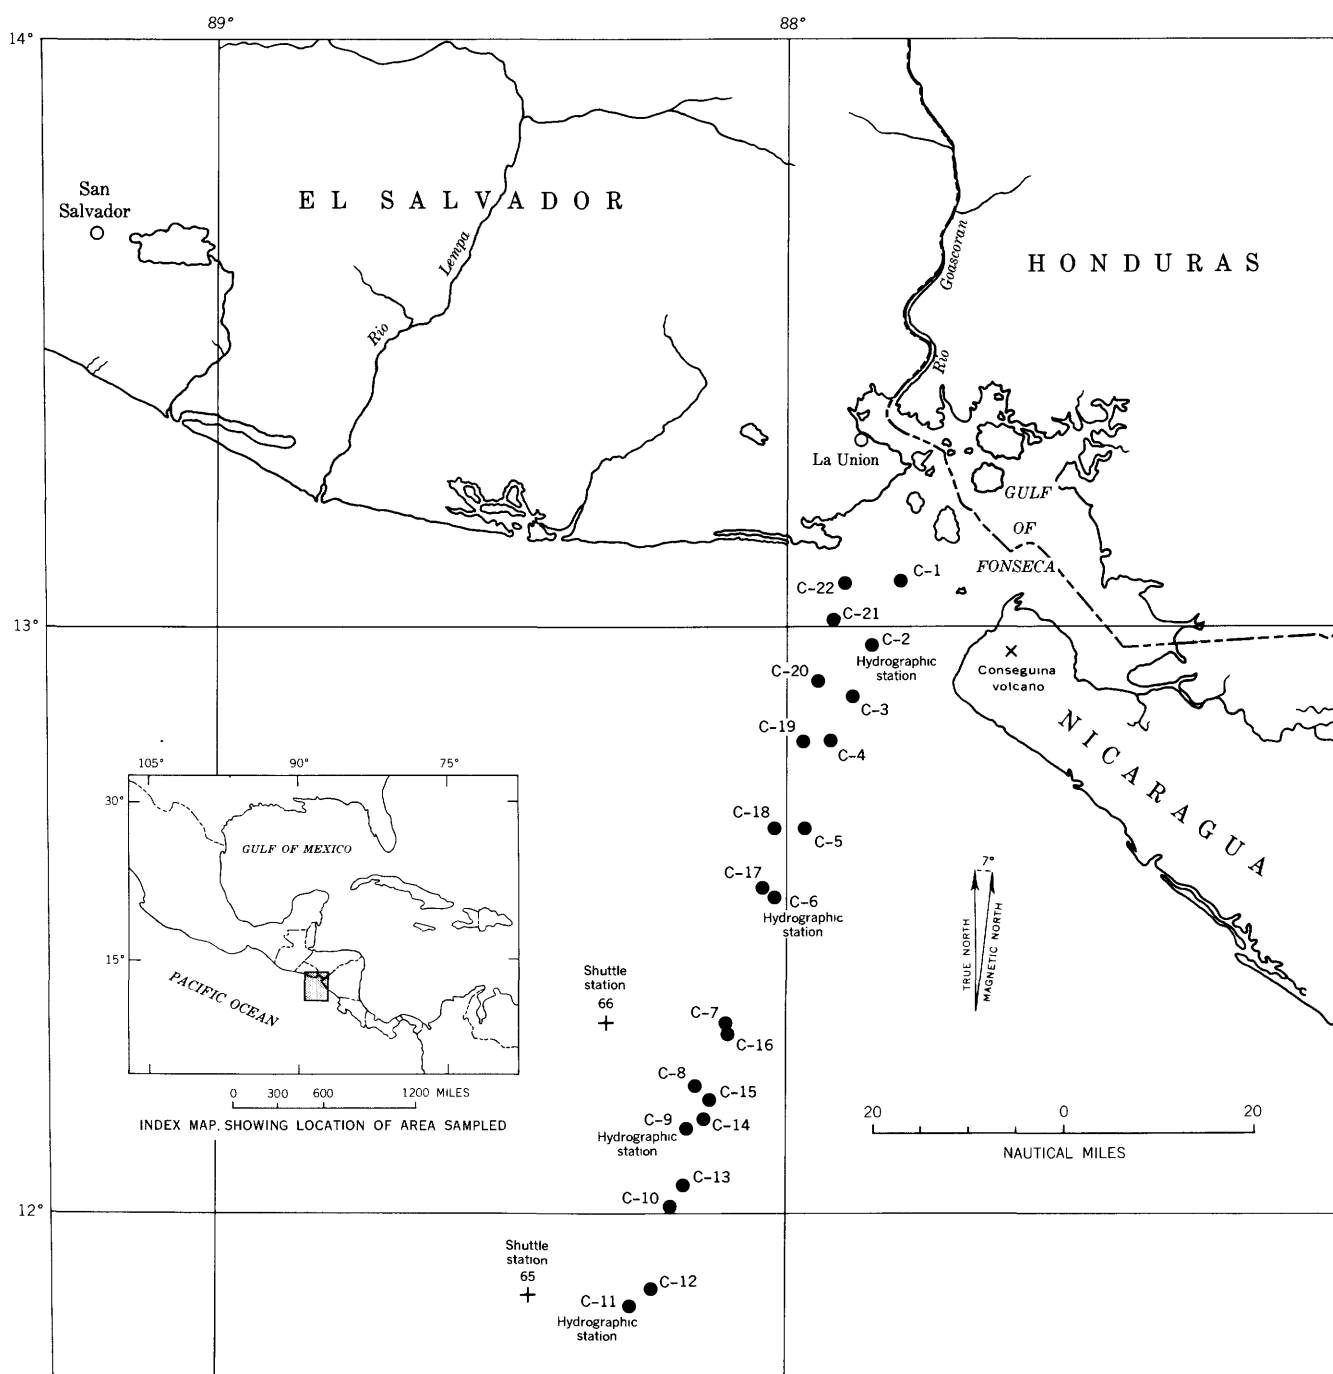 89°
88°
14°
San
Salvador
EL SALVADOR
Lempa
Rio
Goascoran
Rio
HONDURAS
La Union
GULF
OF
FONSECA
C-1
C-22
C-21
13°
C-2
Hydrographic
station
C-20
Conseguina
volcano
C-3
C-19
C-4
NICARAGUA
105°
90°
75°
30°
GULF OF MEXICO
15°
PACIFIC OCEAN
0 300 600 1200 MILES
INDEX MAP SHOWING LOCATION OF AREA SAMPLED
C-18
C-5
C-17
C-6
Hydrographic
station
7°
TRUE NORTH
MAGNETIC NORTH
Shuttle
station
66
C-7
C-16
C-8
C-15
C-9
Hydrographic
station
C-14
20 0 20
NAUTICAL MILES
C-13
C-10
12°
Shuttle
station
65
C-12
C-11
Hydrographic
station